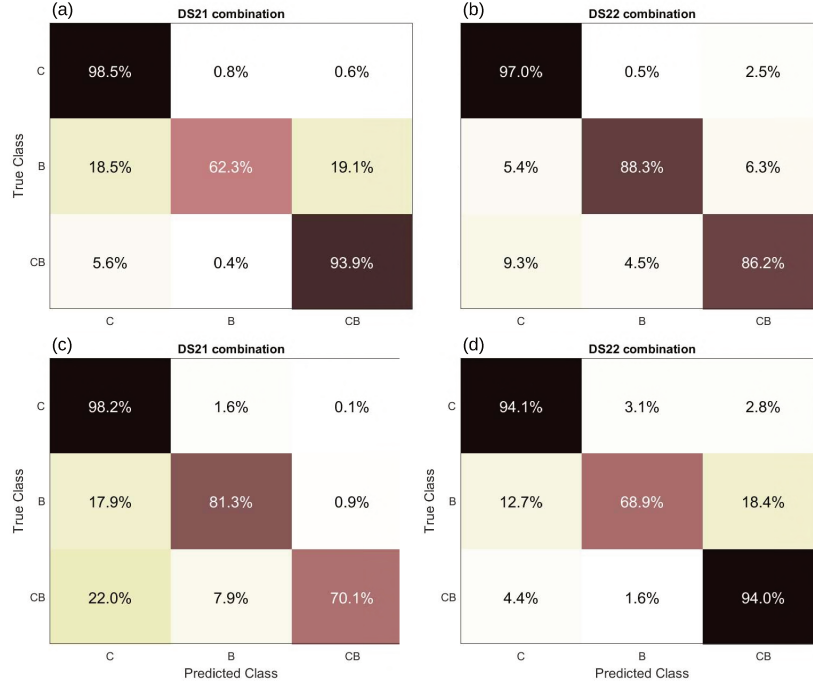 (a)
DS21 combination
C 98.5% 0.8% 0.6%
B 18.5% 62.3% 19.1%
CB 5.6% 0.4% 93.9%
C B CB
True Class
(b)
DS22 combination
97.0% 0.5% 2.5%
5.4% 88.3% 6.3%
9.3% 4.5% 86.2%
C B CB
(c)
DS21 combination
C 98.2% 1.6% 0.1%
B 17.9% 81.3% 0.9%
CB 22.0% 7.9% 70.1%
C B CB
Predicted Class
True Class
(d)
DS22 combination
C 94.1% 3.1% 2.8%
B 12.7% 68.9% 18.4%
CB 4.4% 1.6% 94.0%
C B CB
Predicted Class
True Class